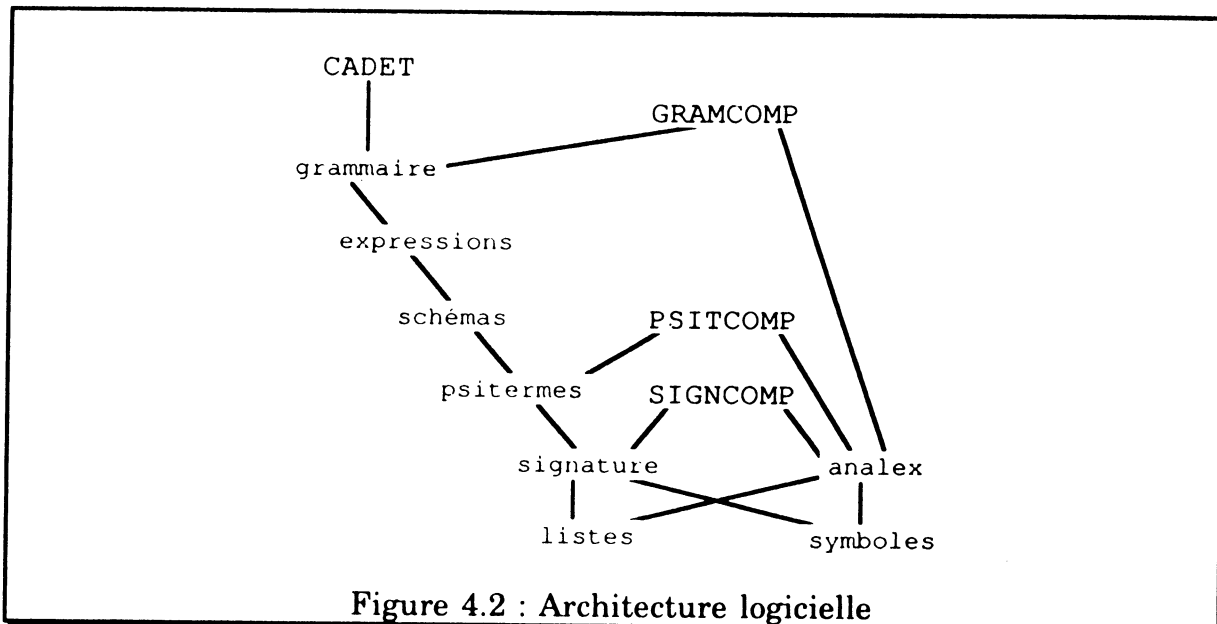 CADET
GRAMCOMP
grammaire
expressions
schémas
PSITCOMP
psitermes
SIGNCOMP
signature
analex
listes
symboles
Figure 4.2 : Architecture logicielle